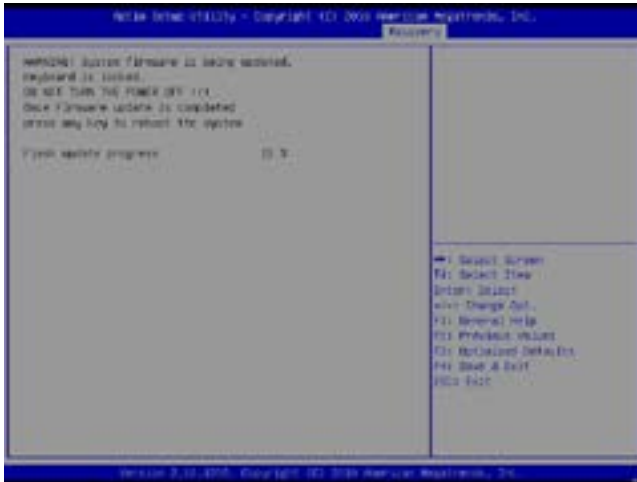 Aptio Setup Utility - Copyright (C) American Megatrends, Inc.
Recovery
WARNING! System firmware is being updated.
Keyboard is locked.
DO NOT TURN THE POWER OFF !!!
Once firmware update is completed
press any key to reboot the system
Flash update progress %
: Select Screen
: Select Item
Enter: Select
+/-: Change Opt.
F1: General Help
F2: Previous Values
F3: Optimized Defaults
F4: Save & Exit
ESC: Exit
Version Copyright (C) American Megatrends, Inc.